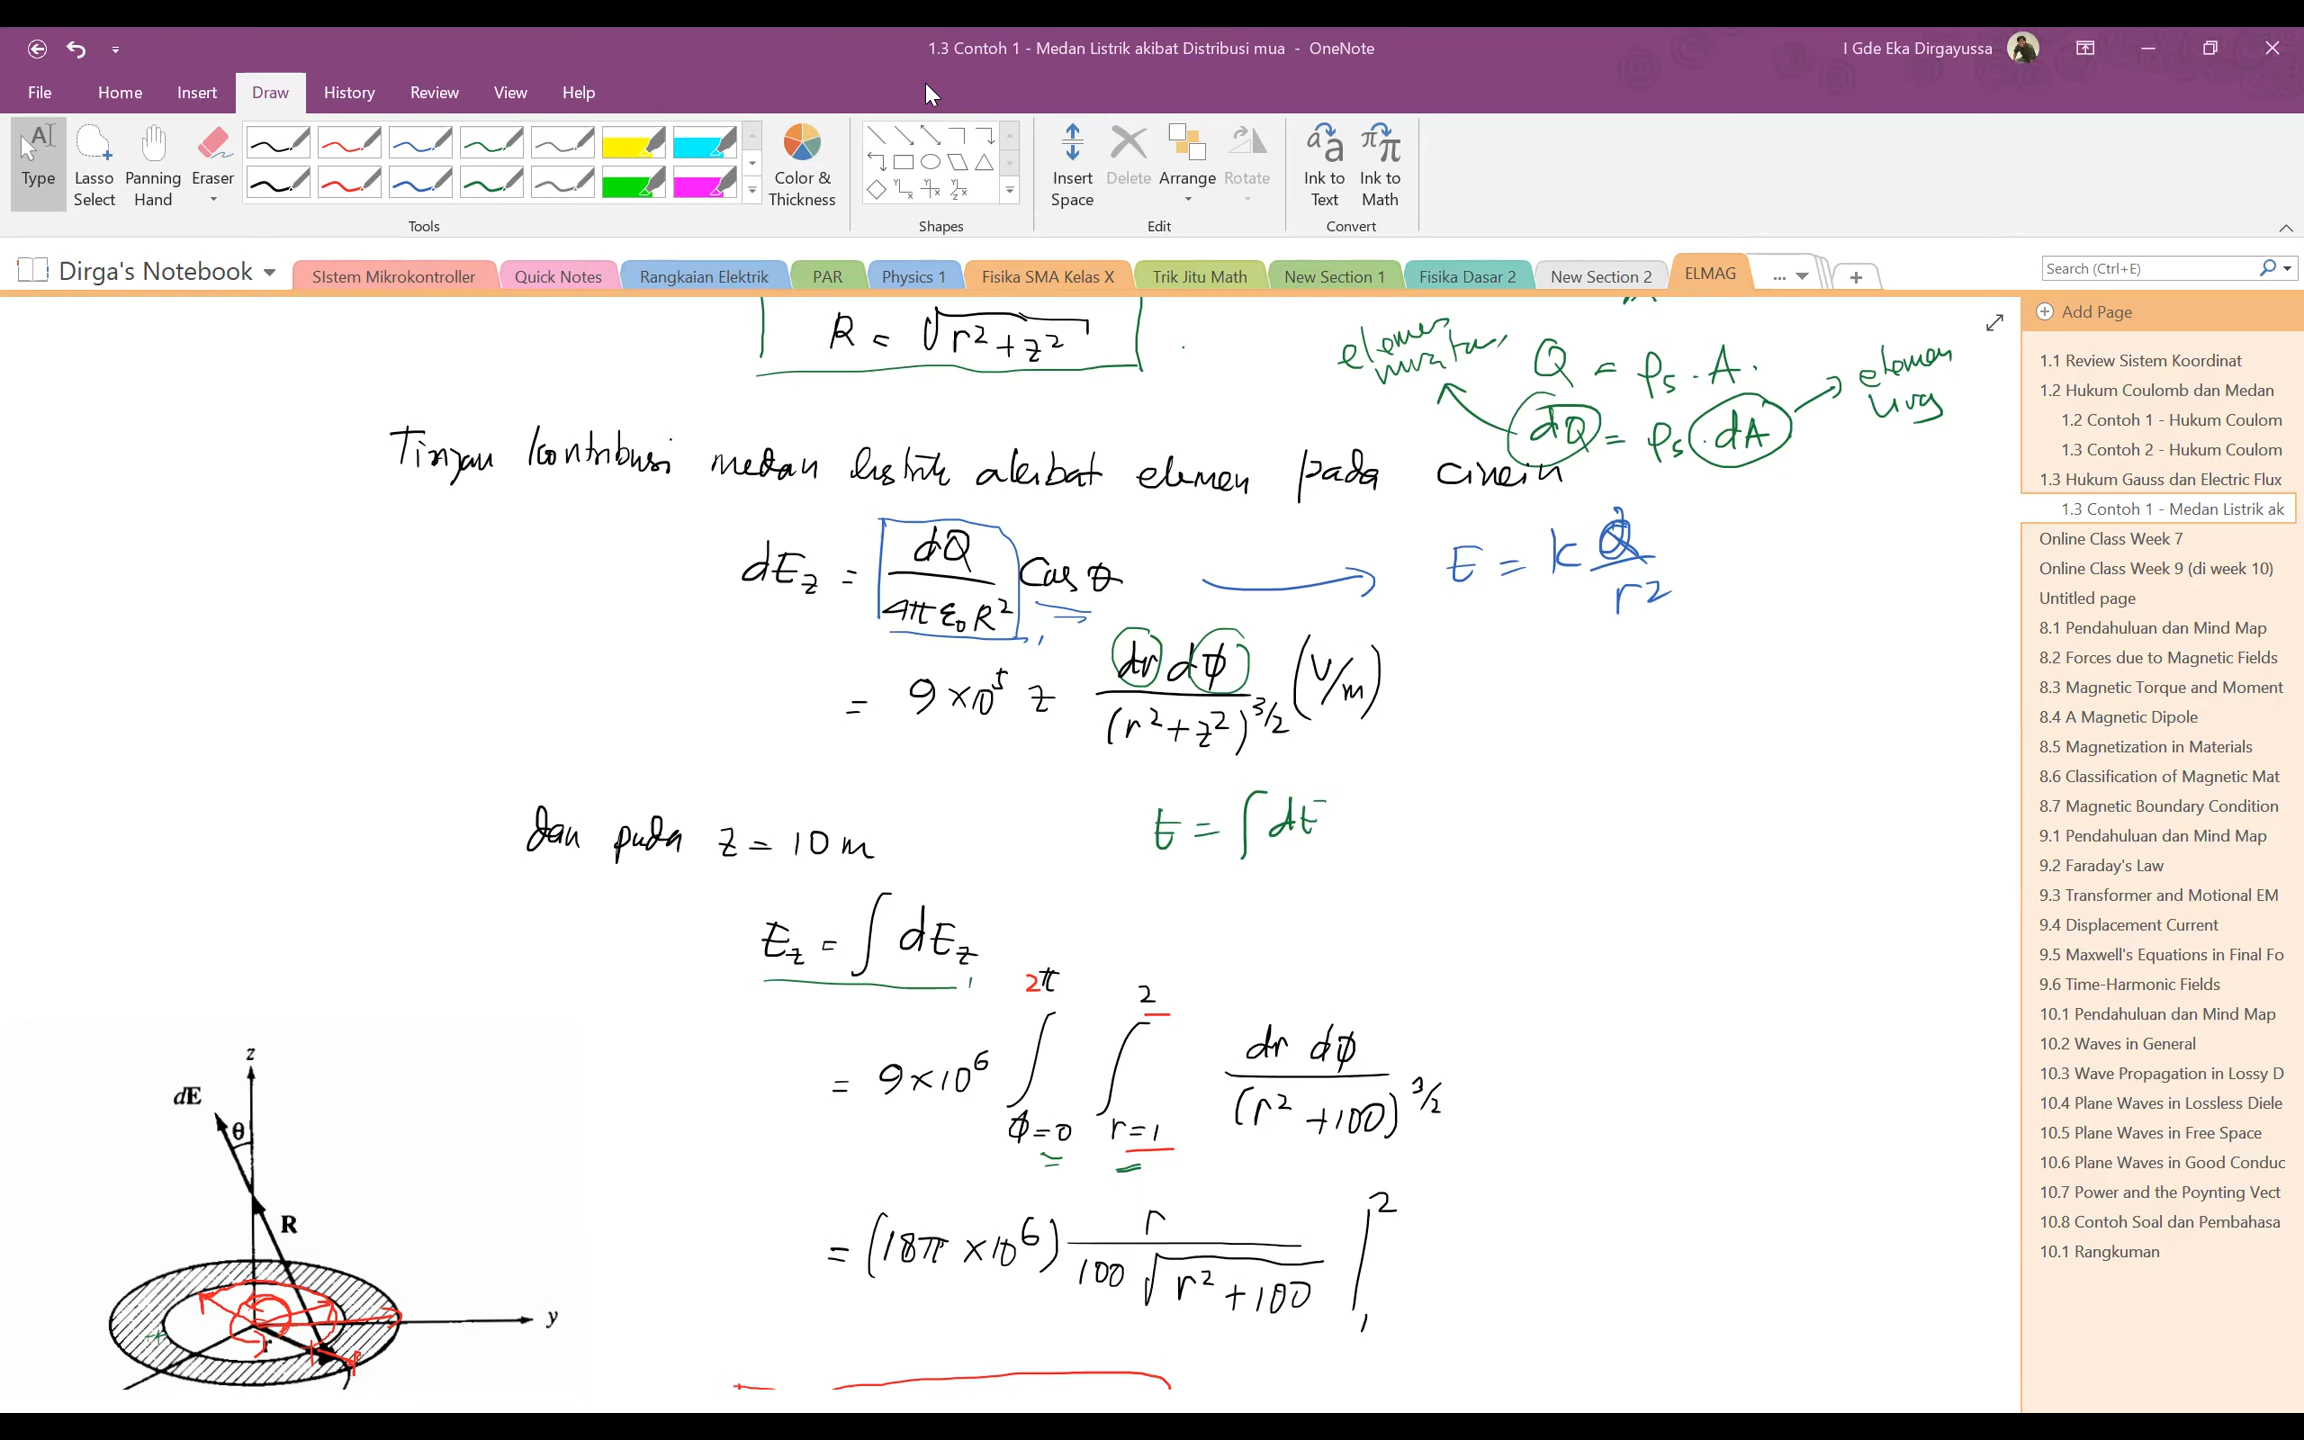 1.3 Contoh 1 - Medan Listrik akibat Distribusi mua - OneNote
I Gde Eka Dirgayussa
File Home Insert Draw History Review View Help
Type
Lasso Select
Panning Hand
Eraser
Color & Thickness
Insert Space
Delete
Arrange
Rotate
Ink to Text
Ink to Math
Tools Shapes Edit Convert
Dirga's Notebook
SIstem Mikrokontroller Quick Notes Rangkaian Elektrik PAR Physics 1 Fisika SMA Kelas X Trik Jitu Math New Section 1 Fisika Dasar 2 New Section 2 ELMAG ...
Search (Ctrl+E)
R = √r² + z²
elemen muatan
Q = ρs . A .
dQ = ρs . dA
elemen luas
Tinjau kontribusi medan listrik akibat elemen pada cincin
dEz = dQ / 4π ε₀ R² Cos θ
E = k Q / r²
= 9 × 10⁵ z dr dϕ / (r² + z²)^3/2 (V/m)
dan pada z = 10 m
E = ∫ dE
Ez = ∫ dEz
= 9 × 10⁶ ∫ϕ=0^2π ∫r=1^2 dr dϕ / (r² + 100)^3/2
= (18π × 10⁶) r / 100 √r² + 100 |₁²
z
dE
θ
R
y
r
Add Page
1.1 Review Sistem Koordinat
1.2 Hukum Coulomb dan Medan
1.2 Contoh 1 - Hukum Coulom
1.3 Contoh 2 - Hukum Coulom
1.3 Hukum Gauss dan Electric Flux
1.3 Contoh 1 - Medan Listrik ak
Online Class Week 7
Online Class Week 9 (di week 10)
Untitled page
8.1 Pendahuluan dan Mind Map
8.2 Forces due to Magnetic Fields
8.3 Magnetic Torque and Moment
8.4 A Magnetic Dipole
8.5 Magnetization in Materials
8.6 Classification of Magnetic Mat
8.7 Magnetic Boundary Condition
9.1 Pendahuluan dan Mind Map
9.2 Faraday's Law
9.3 Transformer and Motional EM
9.4 Displacement Current
9.5 Maxwell's Equations in Final Fo
9.6 Time-Harmonic Fields
10.1 Pendahuluan dan Mind Map
10.2 Waves in General
10.3 Wave Propagation in Lossy D
10.4 Plane Waves in Lossless Diele
10.5 Plane Waves in Free Space
10.6 Plane Waves in Good Conduc
10.7 Power and the Poynting Vect
10.8 Contoh Soal dan Pembahasa
10.1 Rangkuman